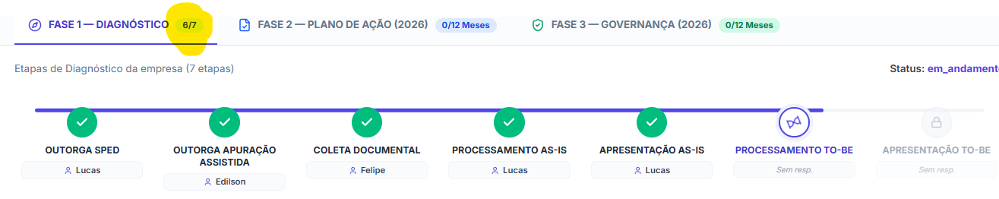 FASE 1 — DIAGNÓSTICO 6/7 FASE 2 — PLANO DE AÇÃO (2026) 0/12 Meses FASE 3 — GOVERNANÇA (2026) 0/12 Meses
Etapas de Diagnóstico da empresa (7 etapas) Status: em_andament
OUTORGA SPED
Lucas
OUTORGA APURAÇÃO
ASSISTIDA
Edilson
COLETA DOCUMENTAL
Felipe
PROCESSAMENTO AS-IS
Lucas
APRESENTAÇÃO AS-IS
Lucas
PROCESSAMENTO TO-BE
Sem resp.
APRESENTAÇÃO TO-BE
Sem resp.